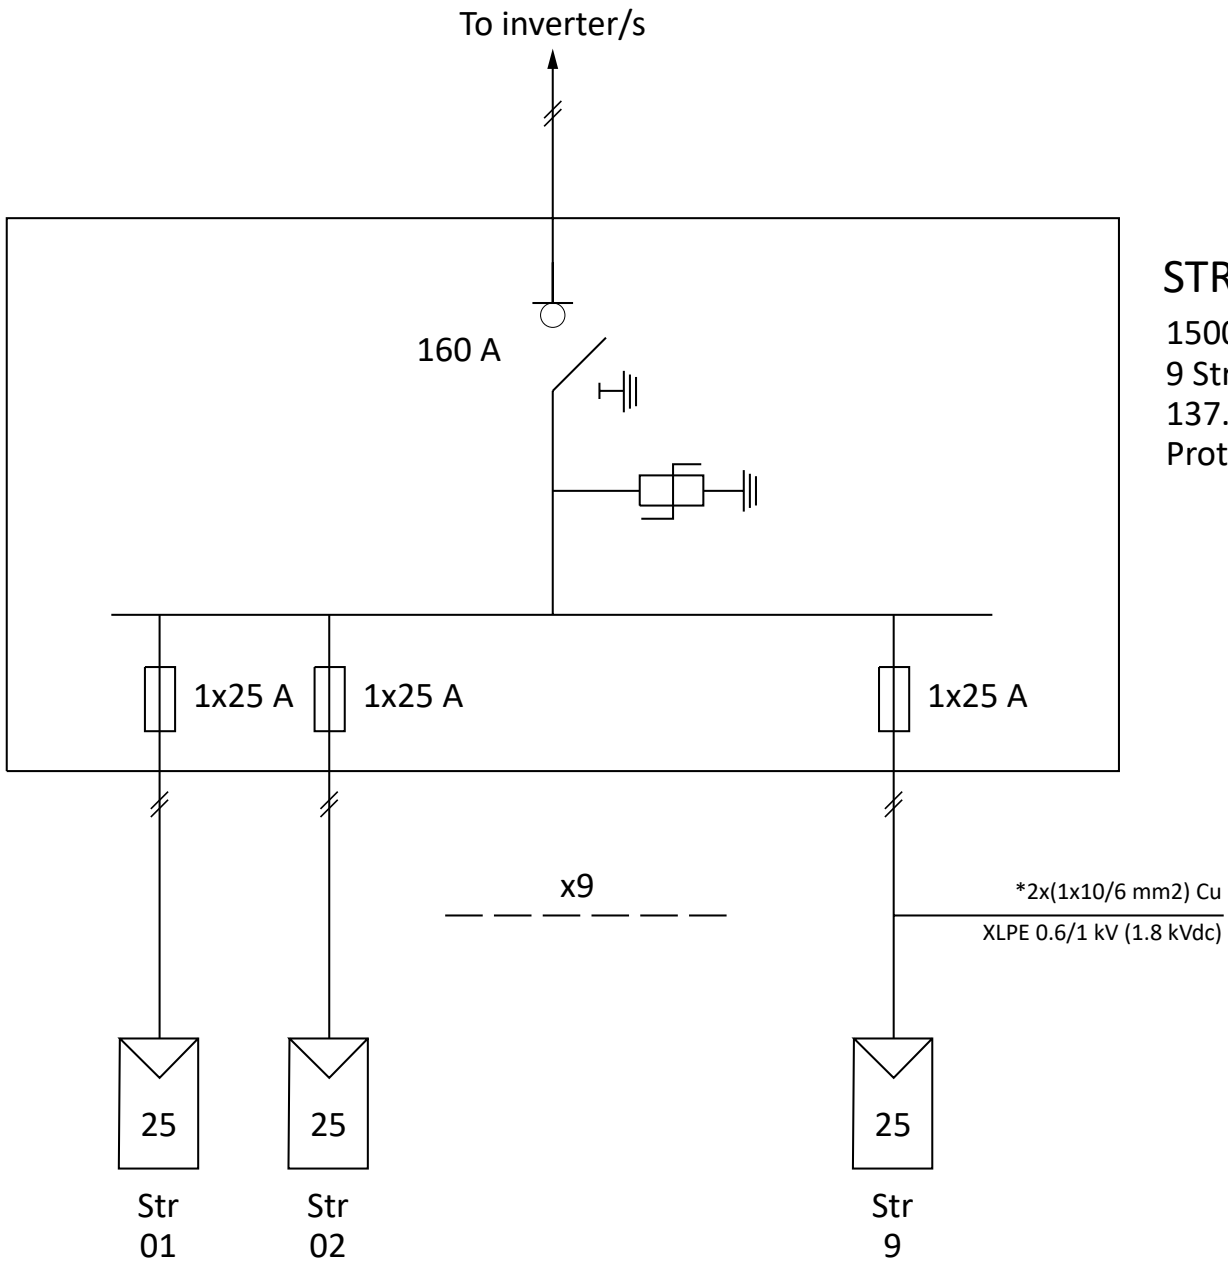 To inverter/s
STR
1500
160 A
9 Str
137.
Prot
1x25 A 1x25 A 1x25 A
x9
*2x(1x10/6 mm2) Cu
XLPE 0.6/1 kV (1.8 kVdc)
25 25 25
Str Str Str
01 02 9